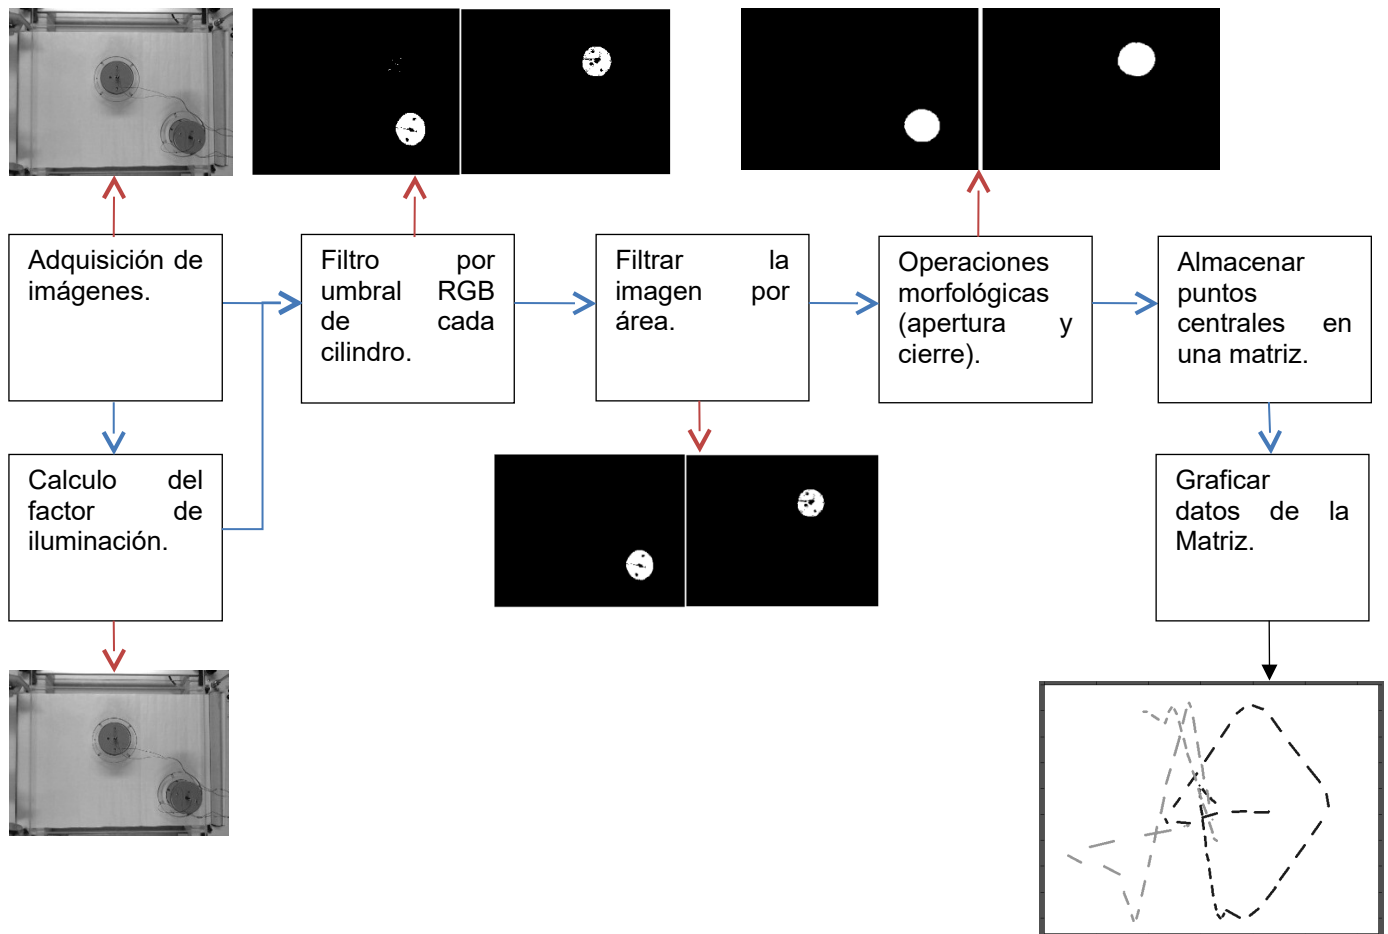 Adquisición de
imágenes.
Filtro por
umbral RGB
de cada
cilindro.
Filtrar la
imagen por
área.
Operaciones
morfológicas
(apertura y
cierre).
Almacenar
puntos
centrales en
una matriz.
Calculo del
factor de
iluminación.
Graficar
datos de la
Matriz.